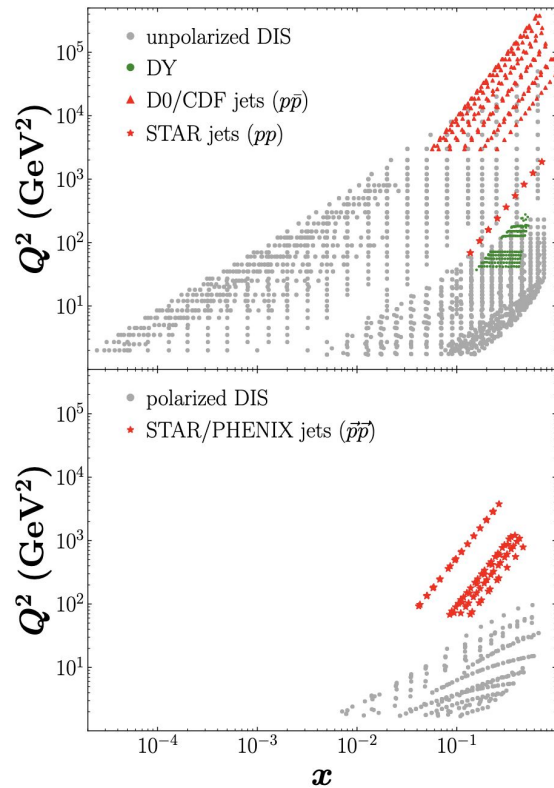 10⁵
10⁴
10³
10²
10¹
Q² (GeV²)
unpolarized DIS
DY
D0/CDF jets (pp̄)
STAR jets (pp)
10⁵
10⁴
10³
10²
10¹
Q² (GeV²)
polarized DIS
STAR/PHENIX jets (p⃗p⃗)
10⁻⁴ 10⁻³ 10⁻² 10⁻¹
x